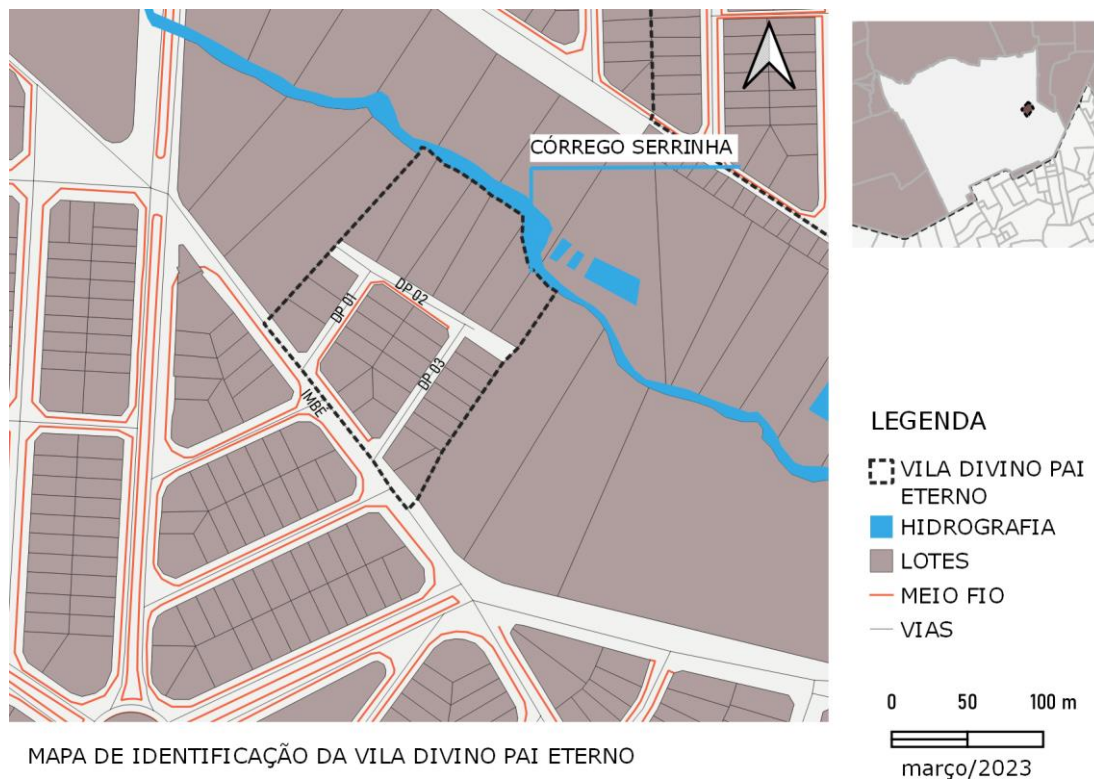 CÓRREGO SERRINHA
DP 01
DP 02
DP 03
IMBE
LEGENDA
VILA DIVINO PAI
ETERNO
HIDROGRAFIA
LOTES
MEIO FIO
VIAS
0 50 100 m
março/2023
MAPA DE IDENTIFICAÇÃO DA VILA DIVINO PAI ETERNO